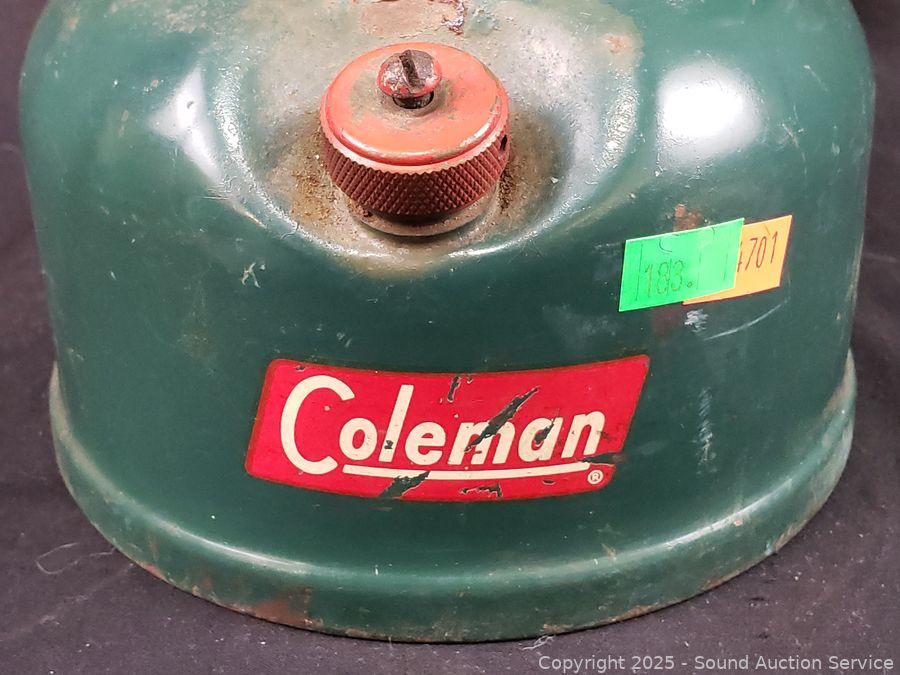 183.
4701
Coleman
®
Copyright 2025 - Sound Auction Service